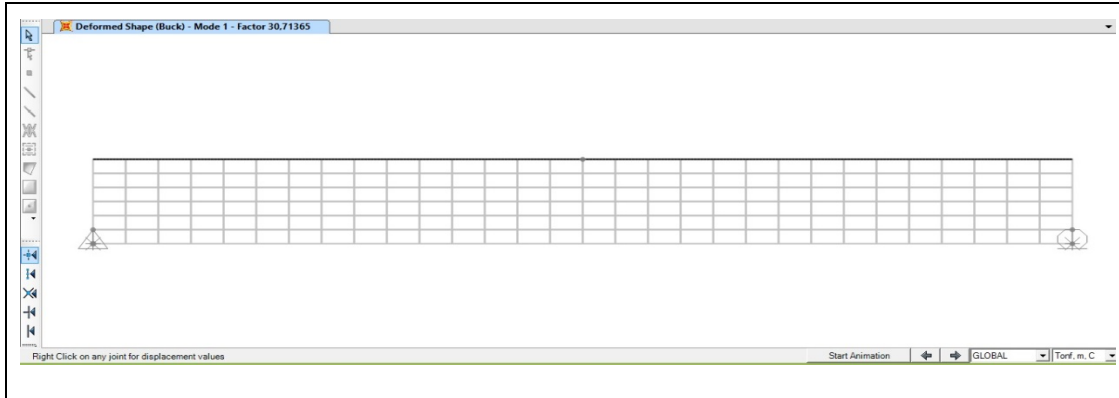 Deformed Shape (Buck) - Mode 1 - Factor 30,71365
Right Click on any joint for displacement values
Start Animation
GLOBAL
Tonf, m, C